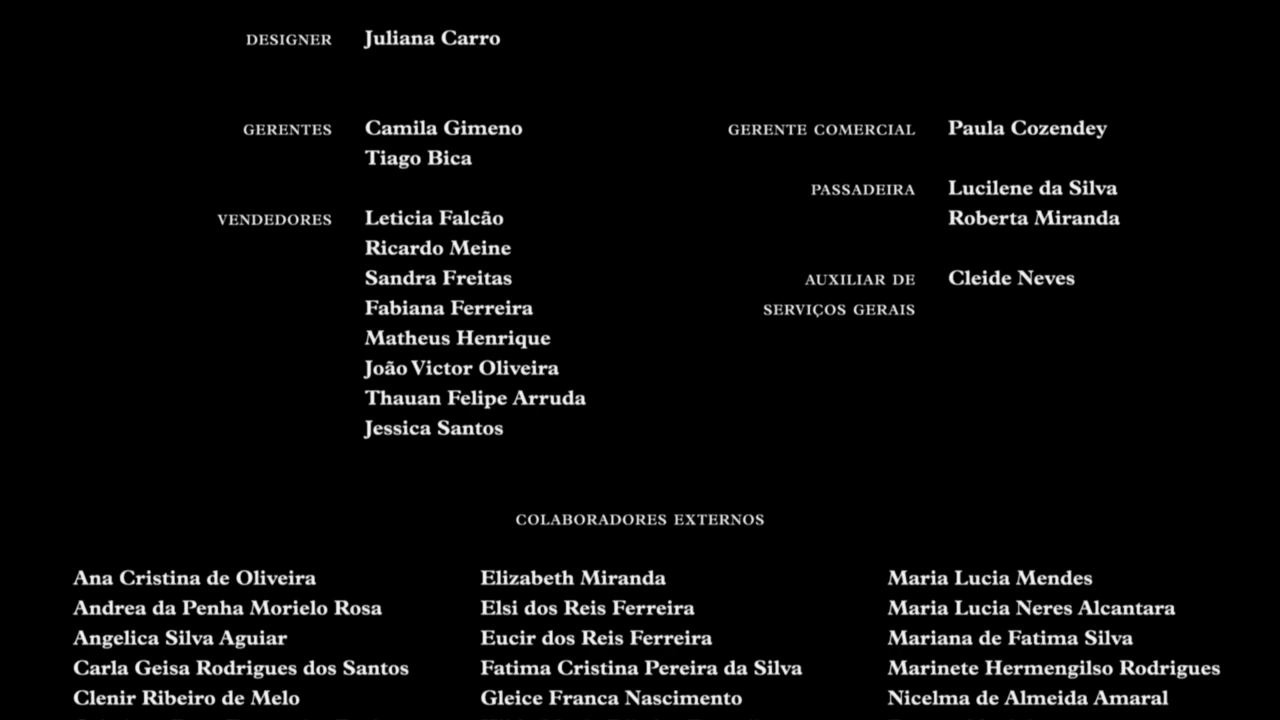 DESIGNER Juliana Carro
GERENTES Camila Gimeno
Tiago Bica
VENDEDORES Leticia Falcão
Ricardo Meine
Sandra Freitas
Fabiana Ferreira
Matheus Henrique
João Victor Oliveira
Thauan Felipe Arruda
Jessica Santos
GERENTE COMERCIAL Paula Cozendey
PASSADEIRA Lucilene da Silva
Roberta Miranda
AUXILIAR DE Cleide Neves
SERVIÇOS GERAIS
COLABORADORES EXTERNOS
Ana Cristina de Oliveira
Andrea da Penha Morielo Rosa
Angelica Silva Aguiar
Carla Geisa Rodrigues dos Santos
Clenir Ribeiro de Melo
Elizabeth Miranda
Elsi dos Reis Ferreira
Eucir dos Reis Ferreira
Fatima Cristina Pereira da Silva
Gleice Franca Nascimento
Maria Lucia Mendes
Maria Lucia Neres Alcantara
Mariana de Fatima Silva
Marinete Hermengilso Rodrigues
Nicelma de Almeida Amaral